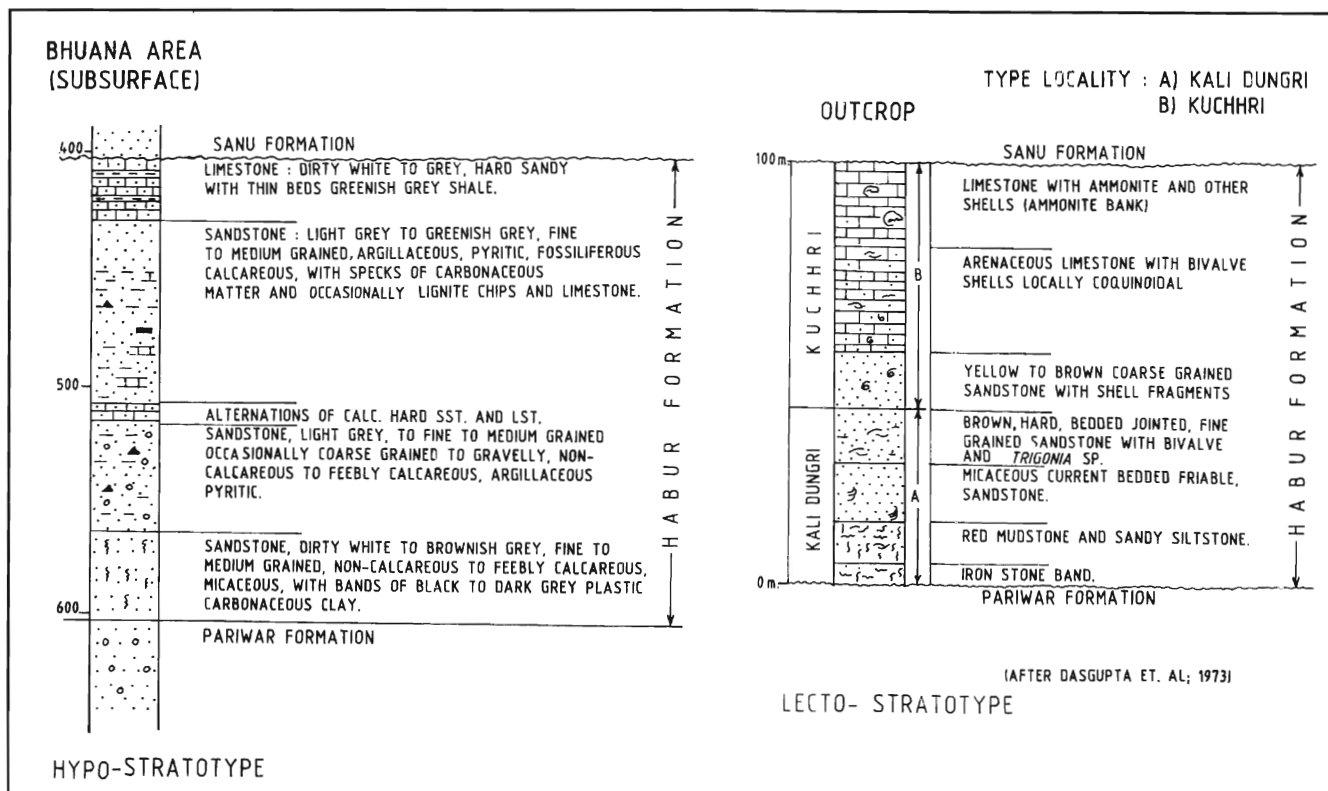 BHUANA AREA
(SUBSURFACE)
400
500
600
SANU FORMATION
LIMESTONE : DIRTY WHITE TO GREY, HARD SANDY
WITH THIN BEDS GREENISH GREY SHALE.
SANDSTONE : LIGHT GREY TO GREENISH GREY, FINE
TO MEDIUM GRAINED, ARGILLACEOUS, PYRITIC, FOSSILIFEROUS
CALCAREOUS, WITH SPECKS OF CARBONACEOUS
MATTER AND OCCASIONALLY LIGNITE CHIPS AND LIMESTONE.
ALTERNATIONS OF CALC. HARD SST. AND LST.
SANDSTONE, LIGHT GREY, TO FINE TO MEDIUM GRAINED
OCCASIONALLY COARSE GRAINED TO GRAVELLY, NON-
CALCAREOUS TO FEEBLY CALCAREOUS, ARGILLACEOUS
PYRITIC.
SANDSTONE, DIRTY WHITE TO BROWNISH GREY, FINE TO
MEDIUM GRAINED, NON-CALCAREOUS TO FEEBLY CALCAREOUS,
MICACEOUS, WITH BANDS OF BLACK TO DARK GREY PLASTIC
CARBONACEOUS CLAY.
PARIWAR FORMATION
HABUR FORMATION
HYPO-STRATOTYPE
TYPE LOCALITY : A) KALI DUNGRI
B) KUCHHRI
OUTCROP
100 m.
0 m.
KUCHHRI
KALI DUNGRI
B
A
SANU FORMATION
LIMESTONE WITH AMMONITE AND OTHER
SHELLS (AMMONITE BANK)
ARENACEOUS LIMESTONE WITH BIVALVE
SHELLS LOCALLY COQUINOIDAL
YELLOW TO BROWN COARSE GRAINED
SANDSTONE WITH SHELL FRAGMENTS
BROWN, HARD, BEDDED JOINTED, FINE
GRAINED SANDSTONE WITH BIVALVE
AND TRIGONIA SP.
MICACEOUS CURRENT BEDDED FRIABLE,
SANDSTONE.
RED MUDSTONE AND SANDY SILTSTONE.
IRON STONE BAND.
PARIWAR FORMATION
HABUR FORMATION
(AFTER DASGUPTA ET. AL; 1973)
LECTO- STRATOTYPE